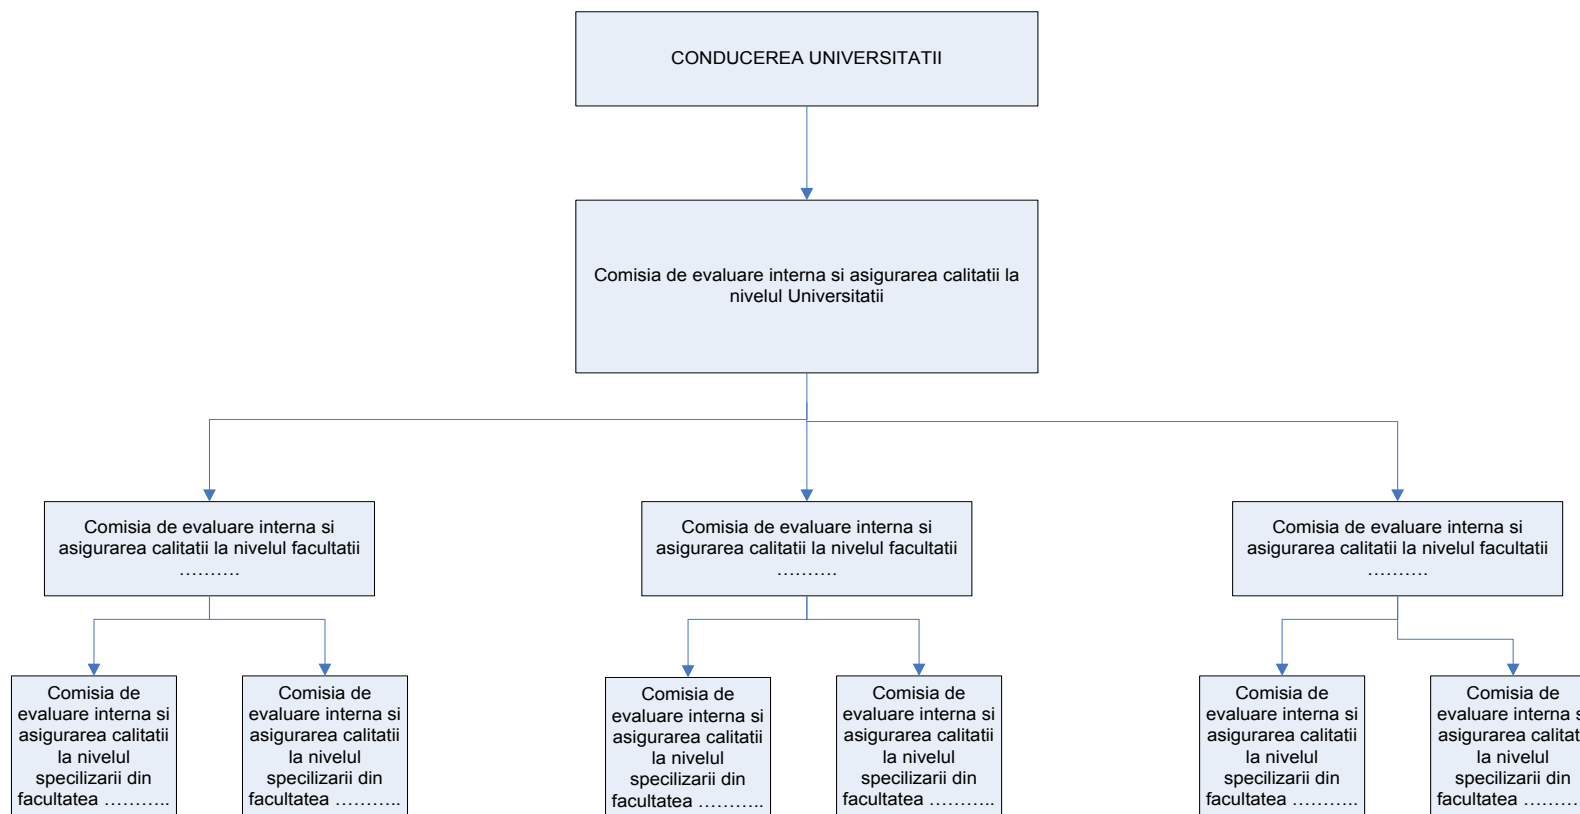 CONDUCEREA UNIVERSITATII
Comisia de evaluare interna si asigurarea calitatii la
nivelul Universitatii
Comisia de evaluare interna si
asigurarea calitatii la nivelul facultatii
……….
Comisia de evaluare interna si
asigurarea calitatii la nivelul facultatii
……….
Comisia de evaluare interna si
asigurarea calitatii la nivelul facultatii
……….
Comisia de
evaluare interna si
asigurarea calitatii
la nivelul
specilizarii din
facultatea ………..
Comisia de
evaluare interna si
asigurarea calitatii
la nivelul
specilizarii din
facultatea ………..
Comisia de
evaluare interna si
asigurarea calitatii
la nivelul
specilizarii din
facultatea ………..
Comisia de
evaluare interna si
asigurarea calitatii
la nivelul
specilizarii din
facultatea ………..
Comisia de
evaluare interna si
asigurarea calitatii
la nivelul
specilizarii din
facultatea ………..
Comisia de
evaluare interna s
asigurarea calitat
la nivelul
specilizarii din
facultatea ………